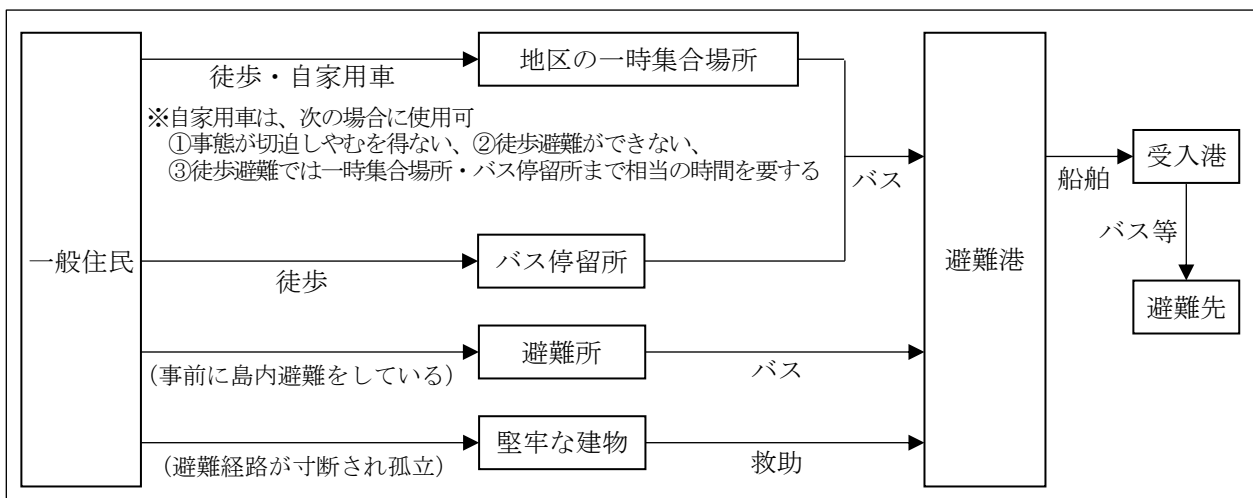 一般住民
徒歩・自家用車
地区の一時集合場所
※自家用車は、次の場合に使用可
①事態が切迫しやむを得ない、②徒歩避難ができない、
③徒歩避難では一時集合場所・バス停留所まで相当の時間を要する
徒歩
バス停留所
バス
(事前に島内避難をしている)
避難所
バス
(避難経路が寸断され孤立)
堅牢な建物
救助
避難港
船舶
受入港
バス等
避難先